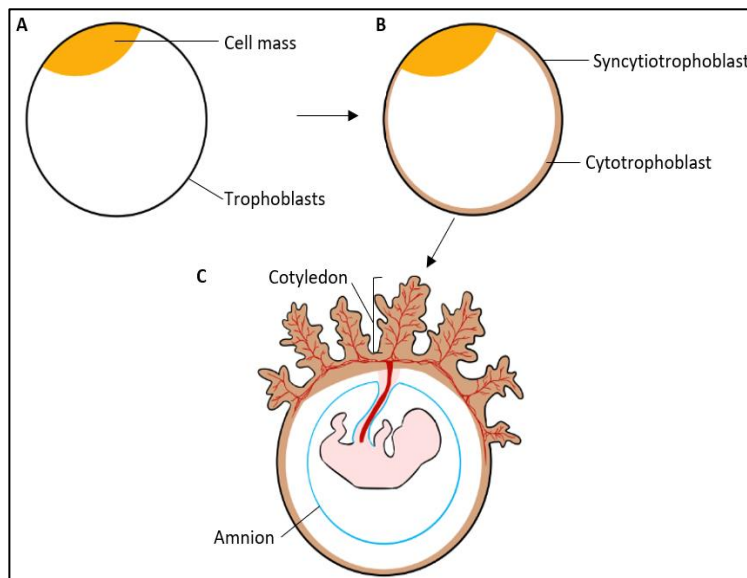 A
Cell mass
Trophoblasts
B
Syncytiotrophoblast
Cytotrophoblast
C
Cotyledon
Amnion